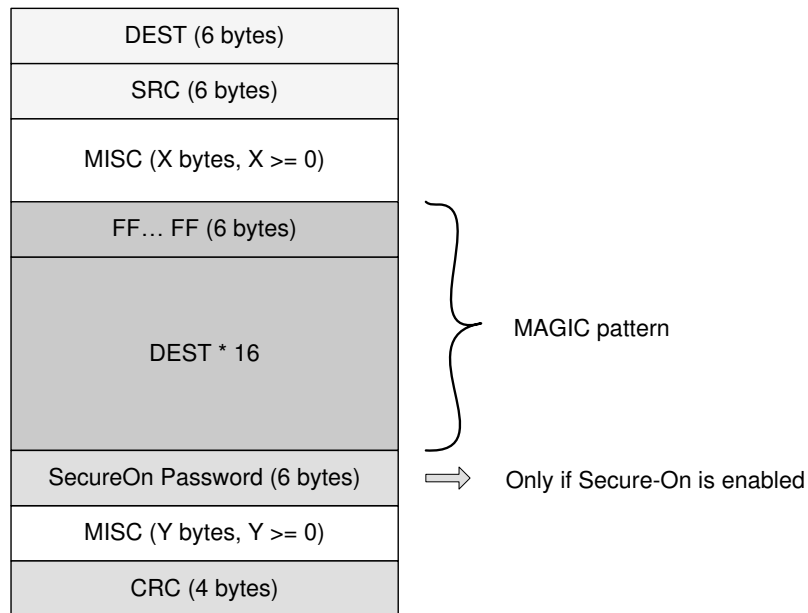 DEST (6 bytes)
SRC (6 bytes)
MISC (X bytes, X >= 0)
FF… FF (6 bytes)
DEST * 16
MAGIC pattern
SecureOn Password (6 bytes)
Only if Secure-On is enabled
MISC (Y bytes, Y >= 0)
CRC (4 bytes)